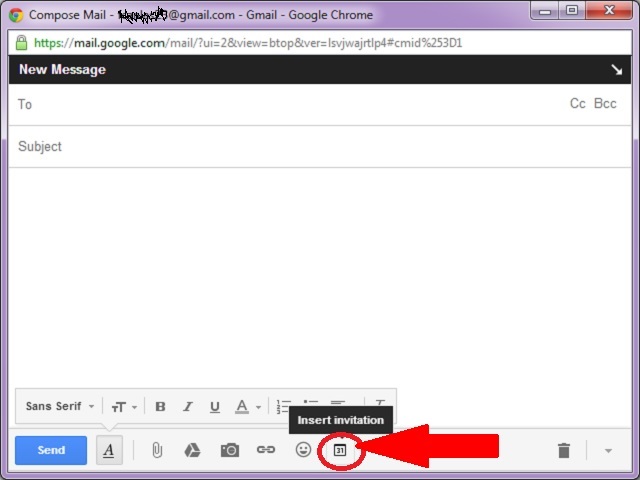 Compose Mail - @gmail.com - Gmail - Google Chrome
https://mail.google.com/mail/?ui=2&view=btop&ver=lsvjwajrtlp4#cmid%253D1
New Message
To Cc Bcc
Subject
Sans Serif TT B I U A
Insert invitation
Send A 31